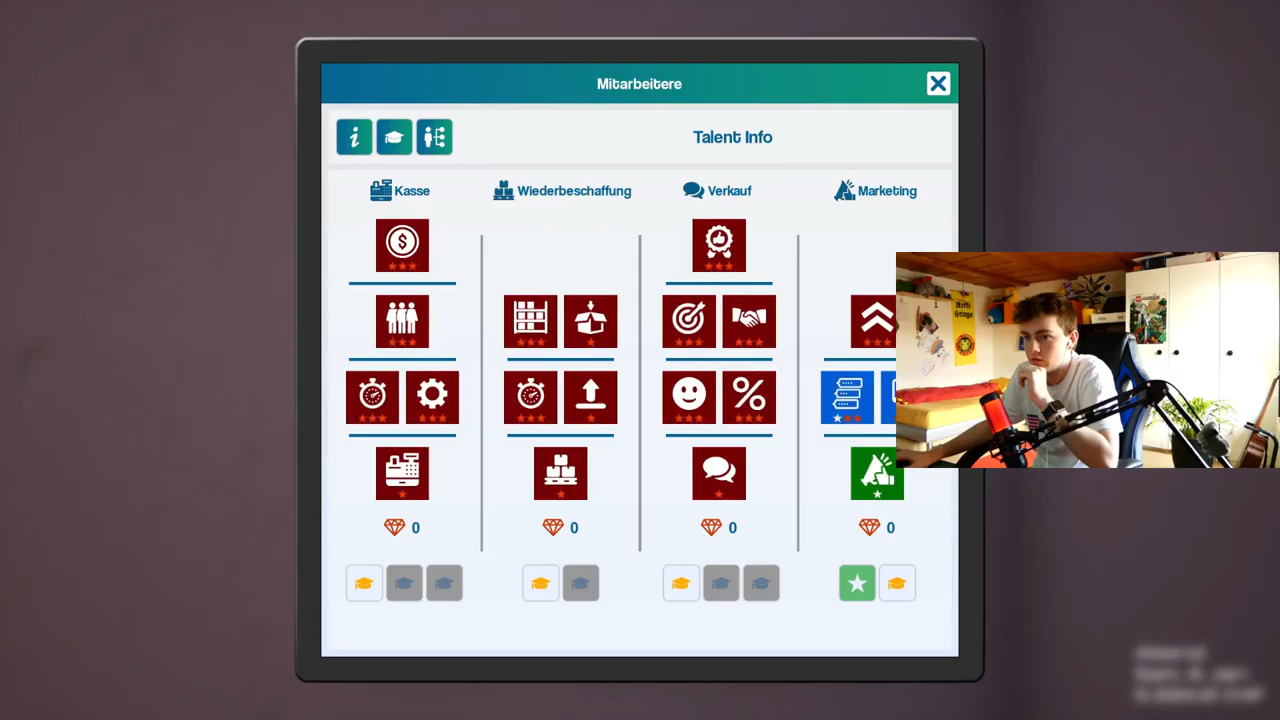 Mitarbeitere
Talent Info
Kasse
Wiederbeschaffung
Verkauf
Marketing
0
0
0
0